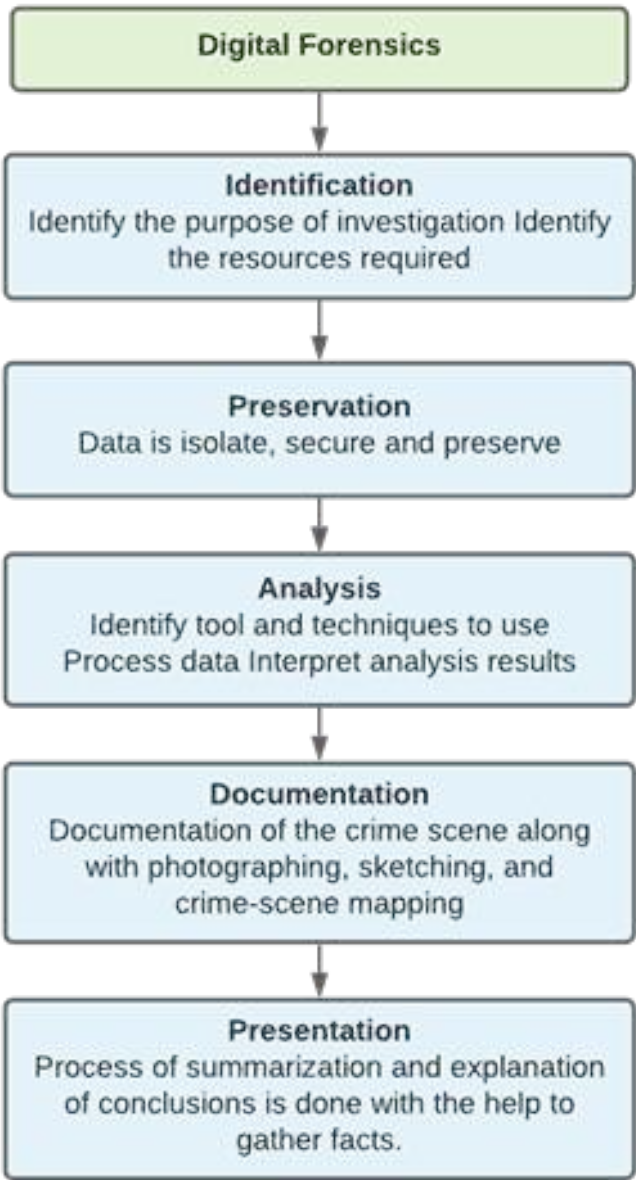 Digital Forensics
Identification
Identify the purpose of investigation Identify
the resources required
Preservation
Data is isolate, secure and preserve
Analysis
Identify tool and techniques to use
Process data Interpret analysis results
Documentation
Documentation of the crime scene along
with photographing, sketching, and
crime-scene mapping
Presentation
Process of summarization and explanation
of conclusions is done with the help to
gather facts.